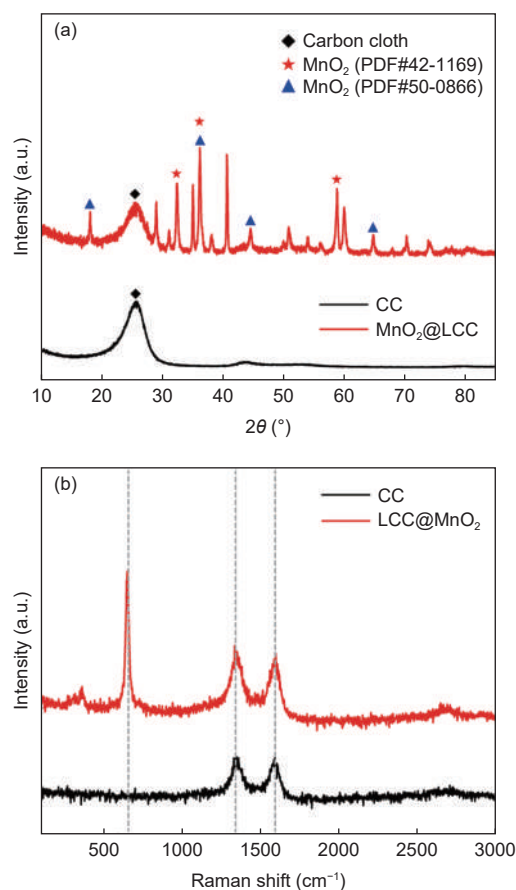 (a)
Carbon cloth
MnO₂ (PDF#42-1169)
MnO₂ (PDF#50-0866)
Intensity (a.u.)
CC
MnO₂@LCC
10 20 30 40 50 60 70 80
2θ (°)
(b)
CC
LCC@MnO₂
Intensity (a.u.)
500 1000 1500 2000 2500 3000
Raman shift (cm⁻¹)